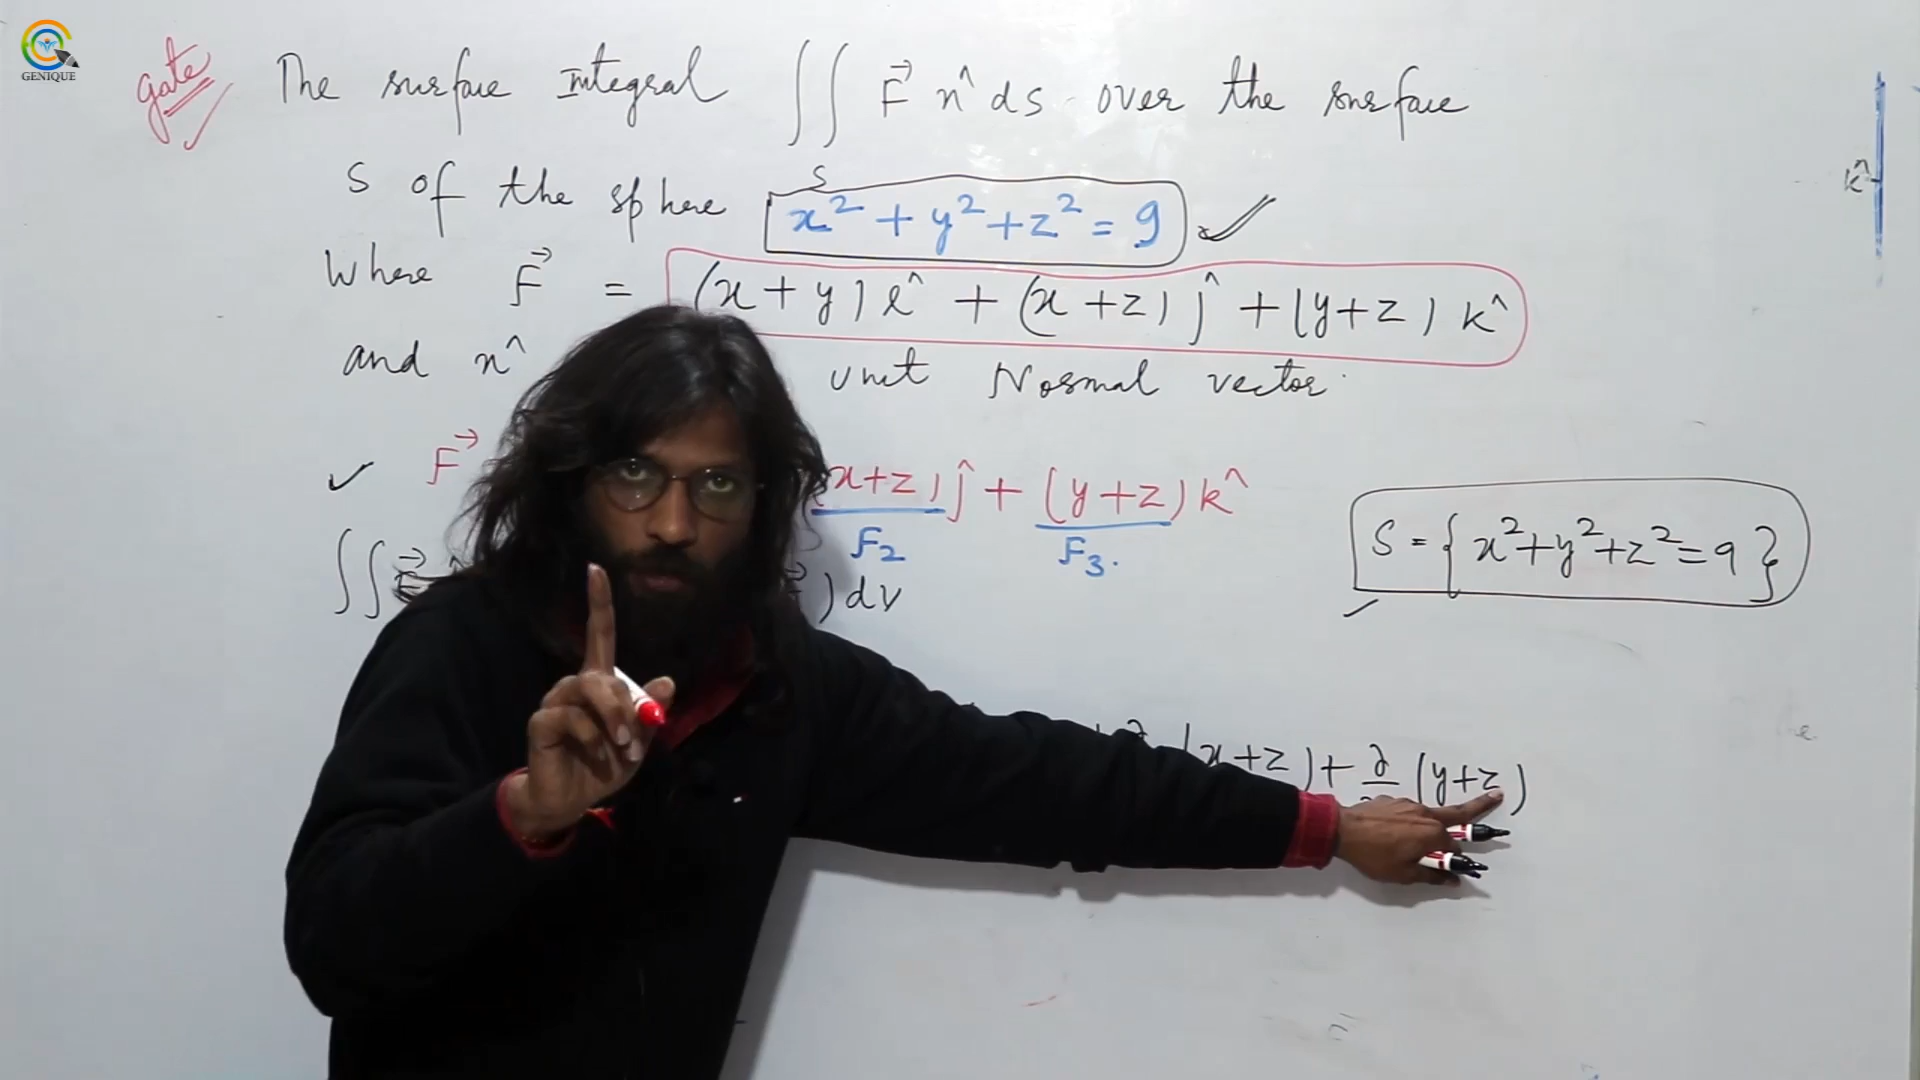 GENIQUE
gate
The surface Integral ∬ F⃗ n^ ds over the surface
S
S of the sphere x² + y² + z² = 9
where F⃗ = (x + y) i^ + (x + z) j^ + (y + z) k^
and n^ unit Normal vector.
F⃗ x+z) j^ + (y+z) k^
F2 F3.
S = { x²+y²+z²=9 }
∬ F⃗ ) dv
(x+z) + ∂ (y+z)
=
k^